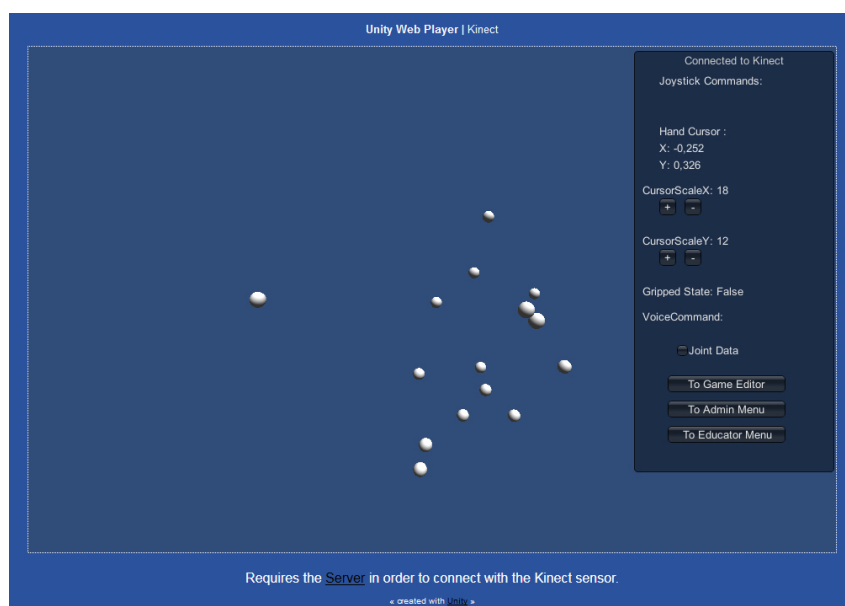 Unity Web Player | Kinect
Connected to Kinect
Joystick Commands:
Hand Cursor :
X: -0,252
Y: 0,326
CursorScaleX: 18
+ -
CursorScaleY: 12
+ -
Gripped State: False
VoiceCommand:
Joint Data
To Game Editor
To Admin Menu
To Educator Menu
Requires the Server in order to connect with the Kinect sensor.
« created with Unity »